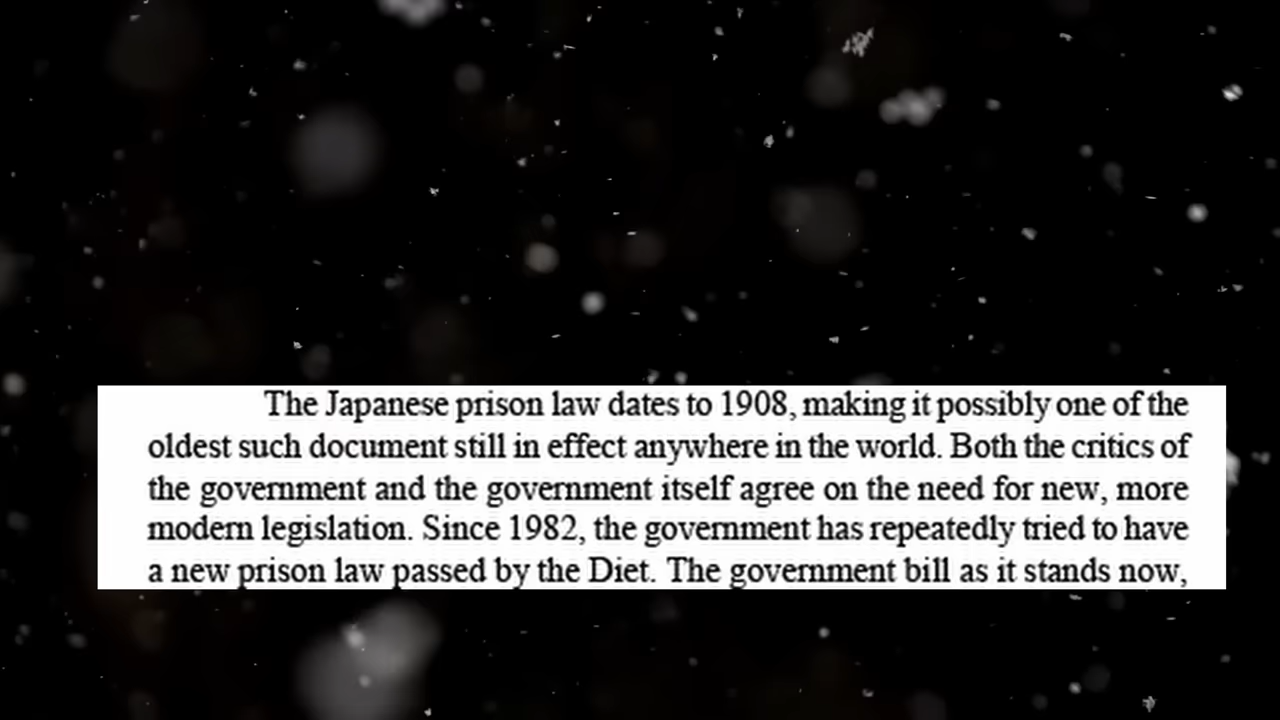 The Japanese prison law dates to 1908, making it possibly one of the
oldest such document still in effect anywhere in the world. Both the critics of
the government and the government itself agree on the need for new, more
modern legislation. Since 1982, the government has repeatedly tried to have
a new prison law passed by the Diet. The government bill as it stands now,